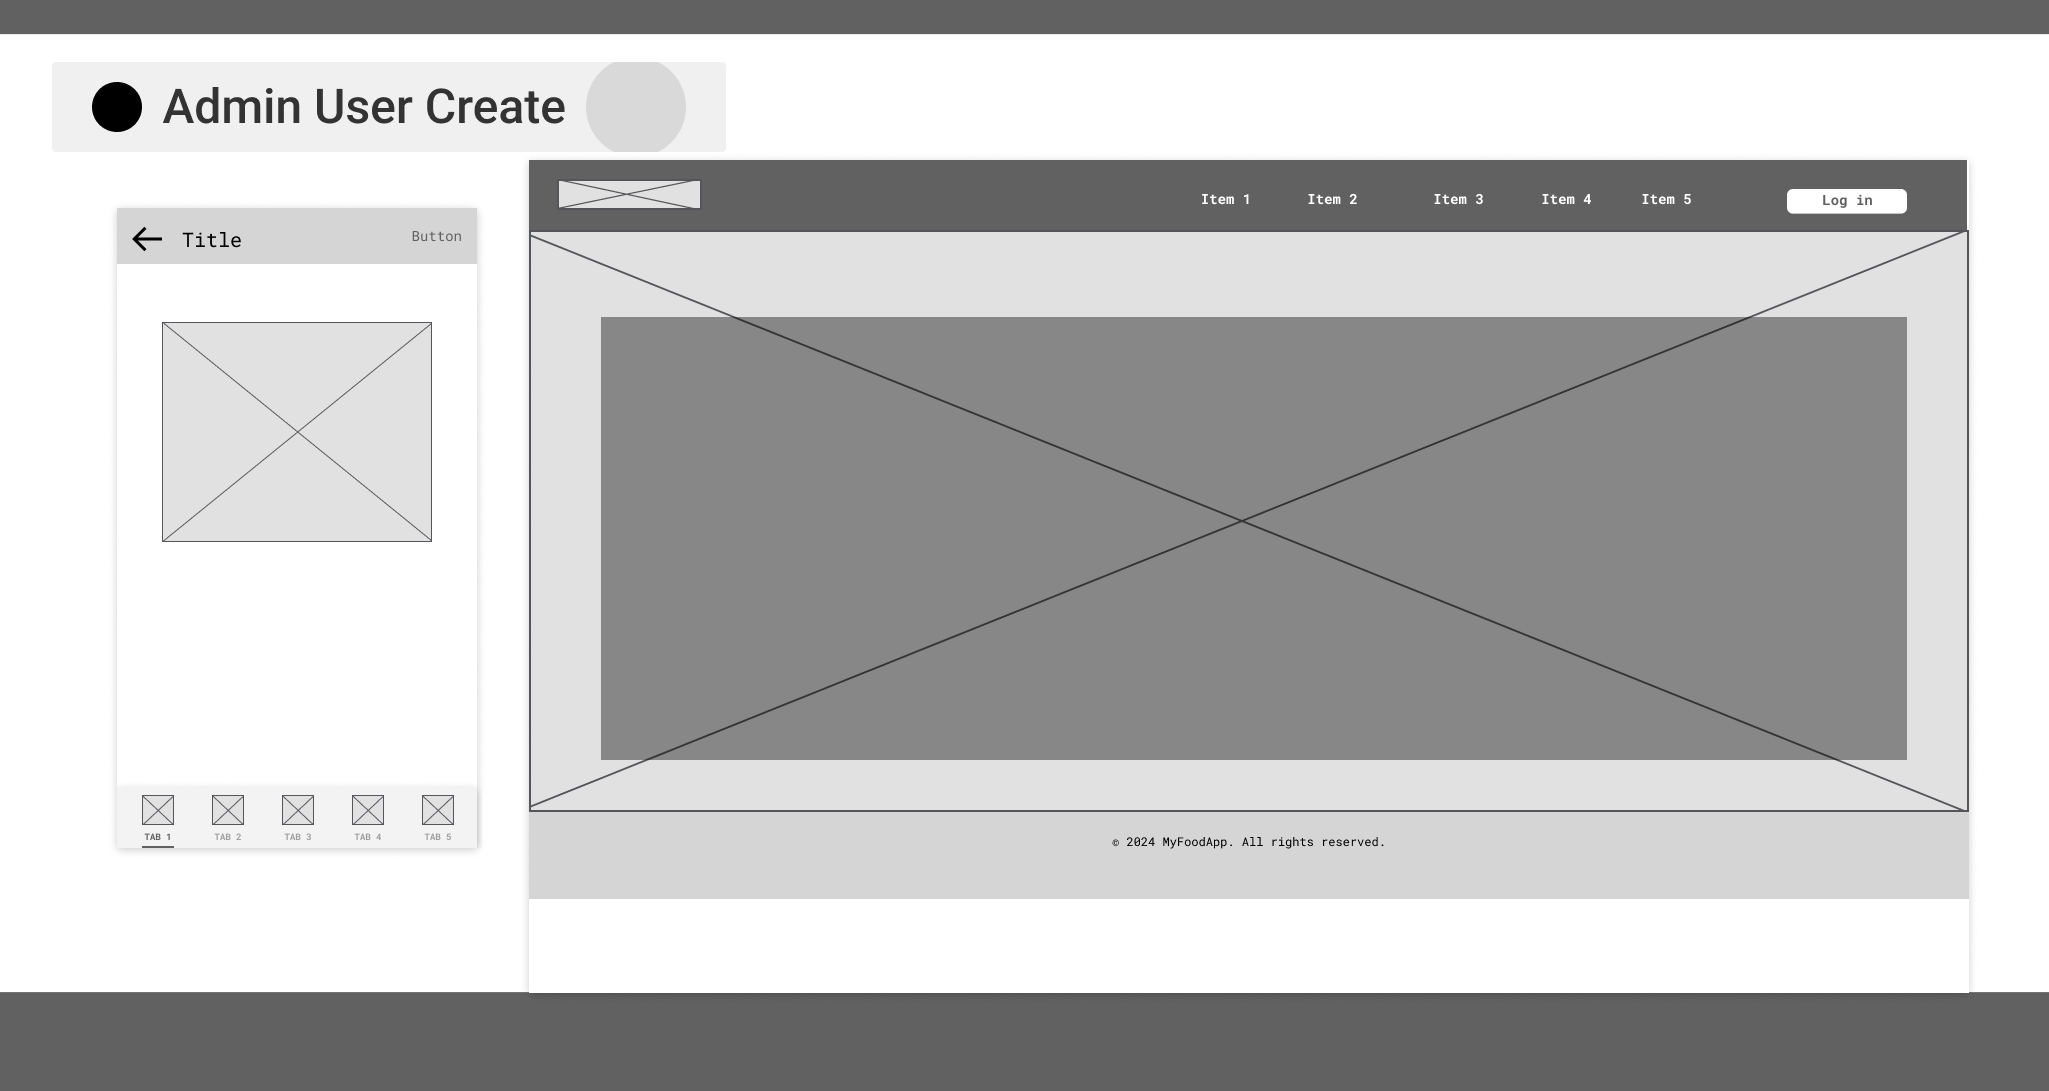 Admin User Create
Title
Button
TAB 1
TAB 2
TAB 3
TAB 4
TAB 5
Item 1
Item 2
Item 3
Item 4
Item 5
Log in
© 2024 MyFoodApp. All rights reserved.